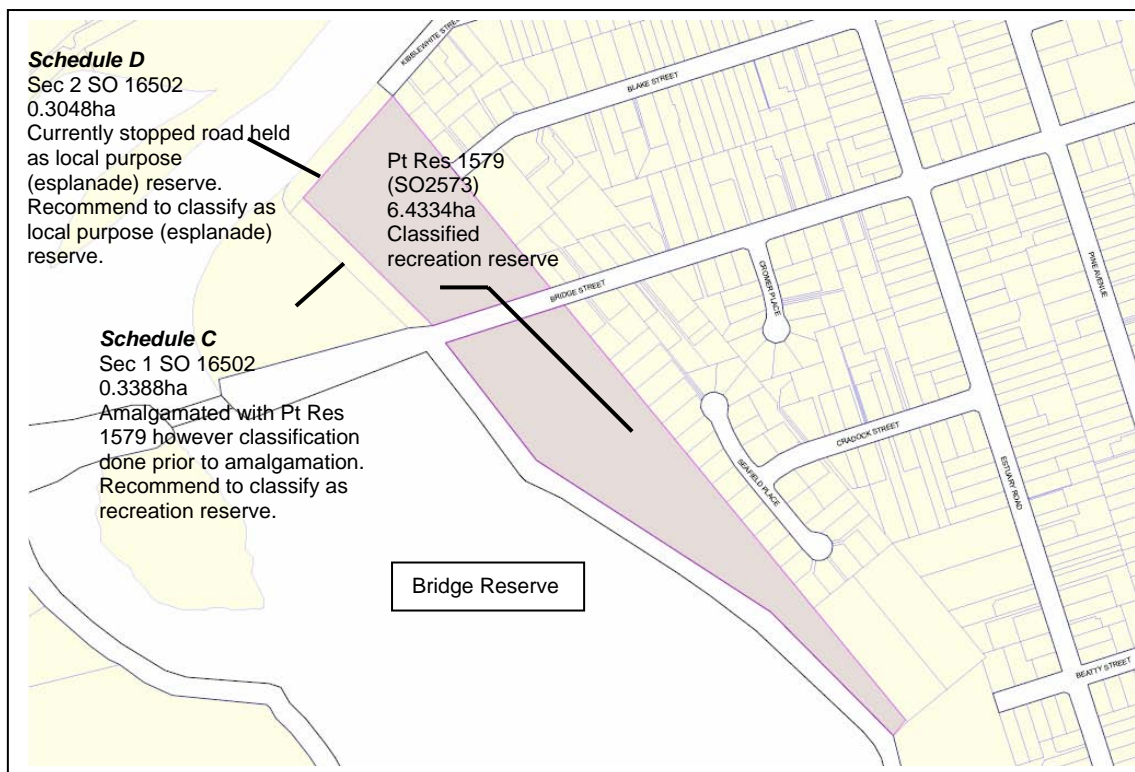 Schedule D
Sec 2 SO 16502
0.3048ha
Currently stopped road held
as local purpose
(esplanade) reserve.
Recommend to classify as
local purpose (esplanade)
reserve.
Pt Res 1579
(SO2573)
6.4334ha
Classified
recreation reserve
Schedule C
Sec 1 SO 16502
0.3388ha
Amalgamated with Pt Res
1579 however classification
done prior to amalgamation.
Recommend to classify as
recreation reserve.
Bridge Reserve
KIBBLEWHITE STREET
BLAKE STREET
BRIDGE STREET
CROMER PLACE
PINE AVENUE
CRADOCK STREET
SEAFIELD PLACE
ESTUARY ROAD
BEATTY STREET